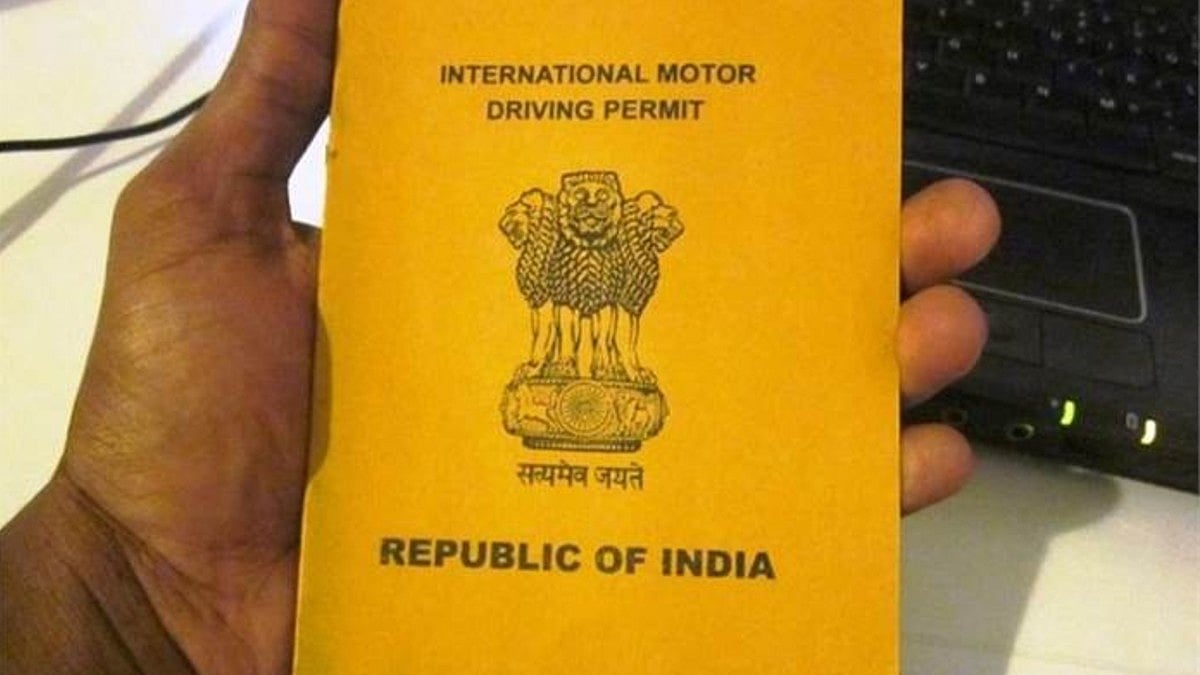 INTERNATIONAL MOTOR
DRIVING PERMIT
सत्यमेव जयते
REPUBLIC OF INDIA